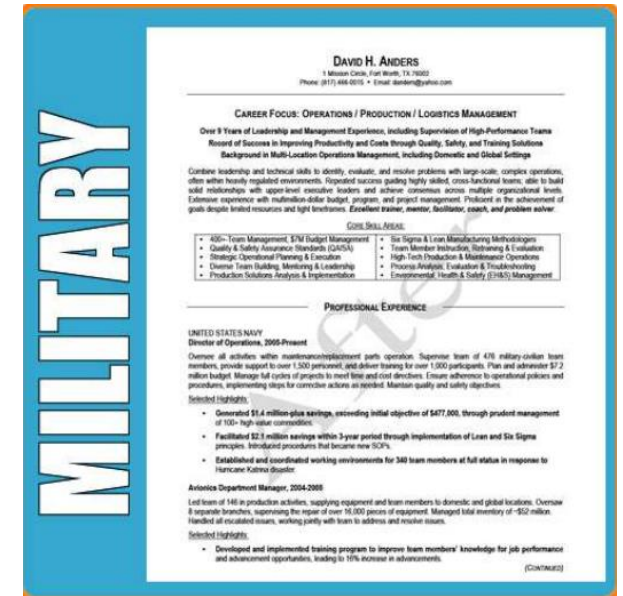 MILITARY
DAVID H. ANDERS
1 Mission Circle, Fort Worth, TX 76002
Phone: (817) 466-0015 • Email: danders@yahoo.com
CAREER FOCUS: OPERATIONS / PRODUCTION / LOGISTICS MANAGEMENT
Over 9 Years of Leadership and Management Experience, including Supervision of High-Performance Teams
Record of Success in Improving Productivity and Costs through Quality, Safety, and Training Solutions
Background in Multi-Location Operations Management, including Domestic and Global Settings
Combine leadership and technical skills to identify, evaluate, and resolve problems with large-scale, complex operations,
often within heavily regulated environments. Repeated success guiding highly skilled, cross-functional teams; able to build
solid relationships with upper-level executive leaders and achieve consensus across multiple organizational levels.
Extensive experience with multimillion-dollar budget, program, and project management. Proficient in the achievement of
goals despite limited resources and tight timeframes. Excellent trainer, mentor, facilitator, coach, and problem solver.
CORE SKILL AREAS:
• 400+-Team Management, $7M Budget Management
• Quality & Safety Assurance Standards (QA/SA)
• Strategic Operational Planning & Execution
• Diverse Team Building, Mentoring & Leadership
• Production Solutions Analysis & Implementation
• Six Sigma & Lean Manufacturing Methodologies
• Team Member Instruction, Retraining & Evaluation
• High-Tech Production & Maintenance Operations
• Process Analysis, Evaluation & Troubleshooting
• Environmental, Health & Safety (EH&S) Management
After
PROFESSIONAL EXPERIENCE
UNITED STATES NAVY
Director of Operations, 2005-Present
Oversee all activities within maintenance/replacement parts operation. Supervise team of 476 military-civilian team
members, provide support to over 1,500 personnel, and deliver training for over 1,000 participants. Plan and administer $7.2
million budget. Manage full cycles of projects to meet time and cost directives. Ensure adherence to operational policies and
procedures, implementing steps for corrective actions as needed. Maintain quality and safety objectives.
Selected Highlights:
• Generated $1.4 million-plus savings, exceeding initial objective of $477,000, through prudent management
of 100+ high-value commodities.
• Facilitated $2.1 million savings within 3-year period through implementation of Lean and Six Sigma
principles. Introduced procedures that became new SOPs.
• Established and coordinated working environments for 340 team members at full status in response to
Hurricane Katrina disaster.
Avionics Department Manager, 2004-2005
Led team of 146 in production activities, supplying equipment and team members to domestic and global locations. Oversaw
8 separate branches, supervising the repair of over 16,000 pieces of equipment. Managed total inventory of ~$52 million.
Handled all escalated issues, working jointly with team to address and resolve issues.
Selected Highlights:
• Developed and implemented training program to improve team members' knowledge for job performance
and advancement opportunities, leading to 16% increase in advancements.
(CONTINUED)